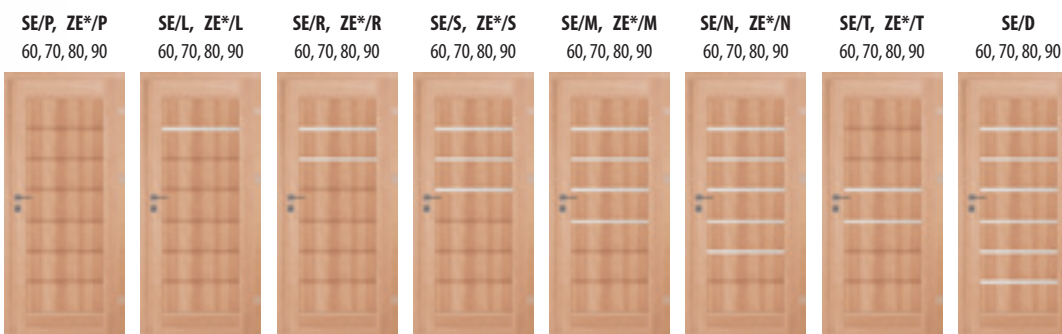 SE/P, ZE*/P
60, 70, 80, 90
SE/L, ZE*/L
60, 70, 80, 90
SE/R, ZE*/R
60, 70, 80, 90
SE/S, ZE*/S
60, 70, 80, 90
SE/M, ZE*/M
60, 70, 80, 90
SE/N, ZE*/N
60, 70, 80, 90
SE/T, ZE*/T
60, 70, 80, 90
SE/D
60, 70, 80, 90